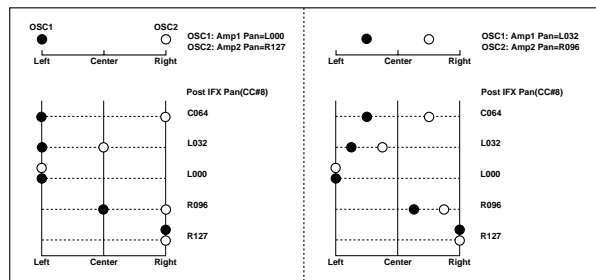 OSC1 OSC2
OSC1: Amp1 Pan=L000
OSC2: Amp2 Pan=R127
Left Center Right
Post IFX Pan(CC#8)
C064
L032
L000
R096
R127
Left Center Right
OSC1: Amp1 Pan=L032
OSC2: Amp2 Pan=R096
Left Center Right
Post IFX Pan(CC#8)
C064
L032
L000
R096
R127
Left Center Right